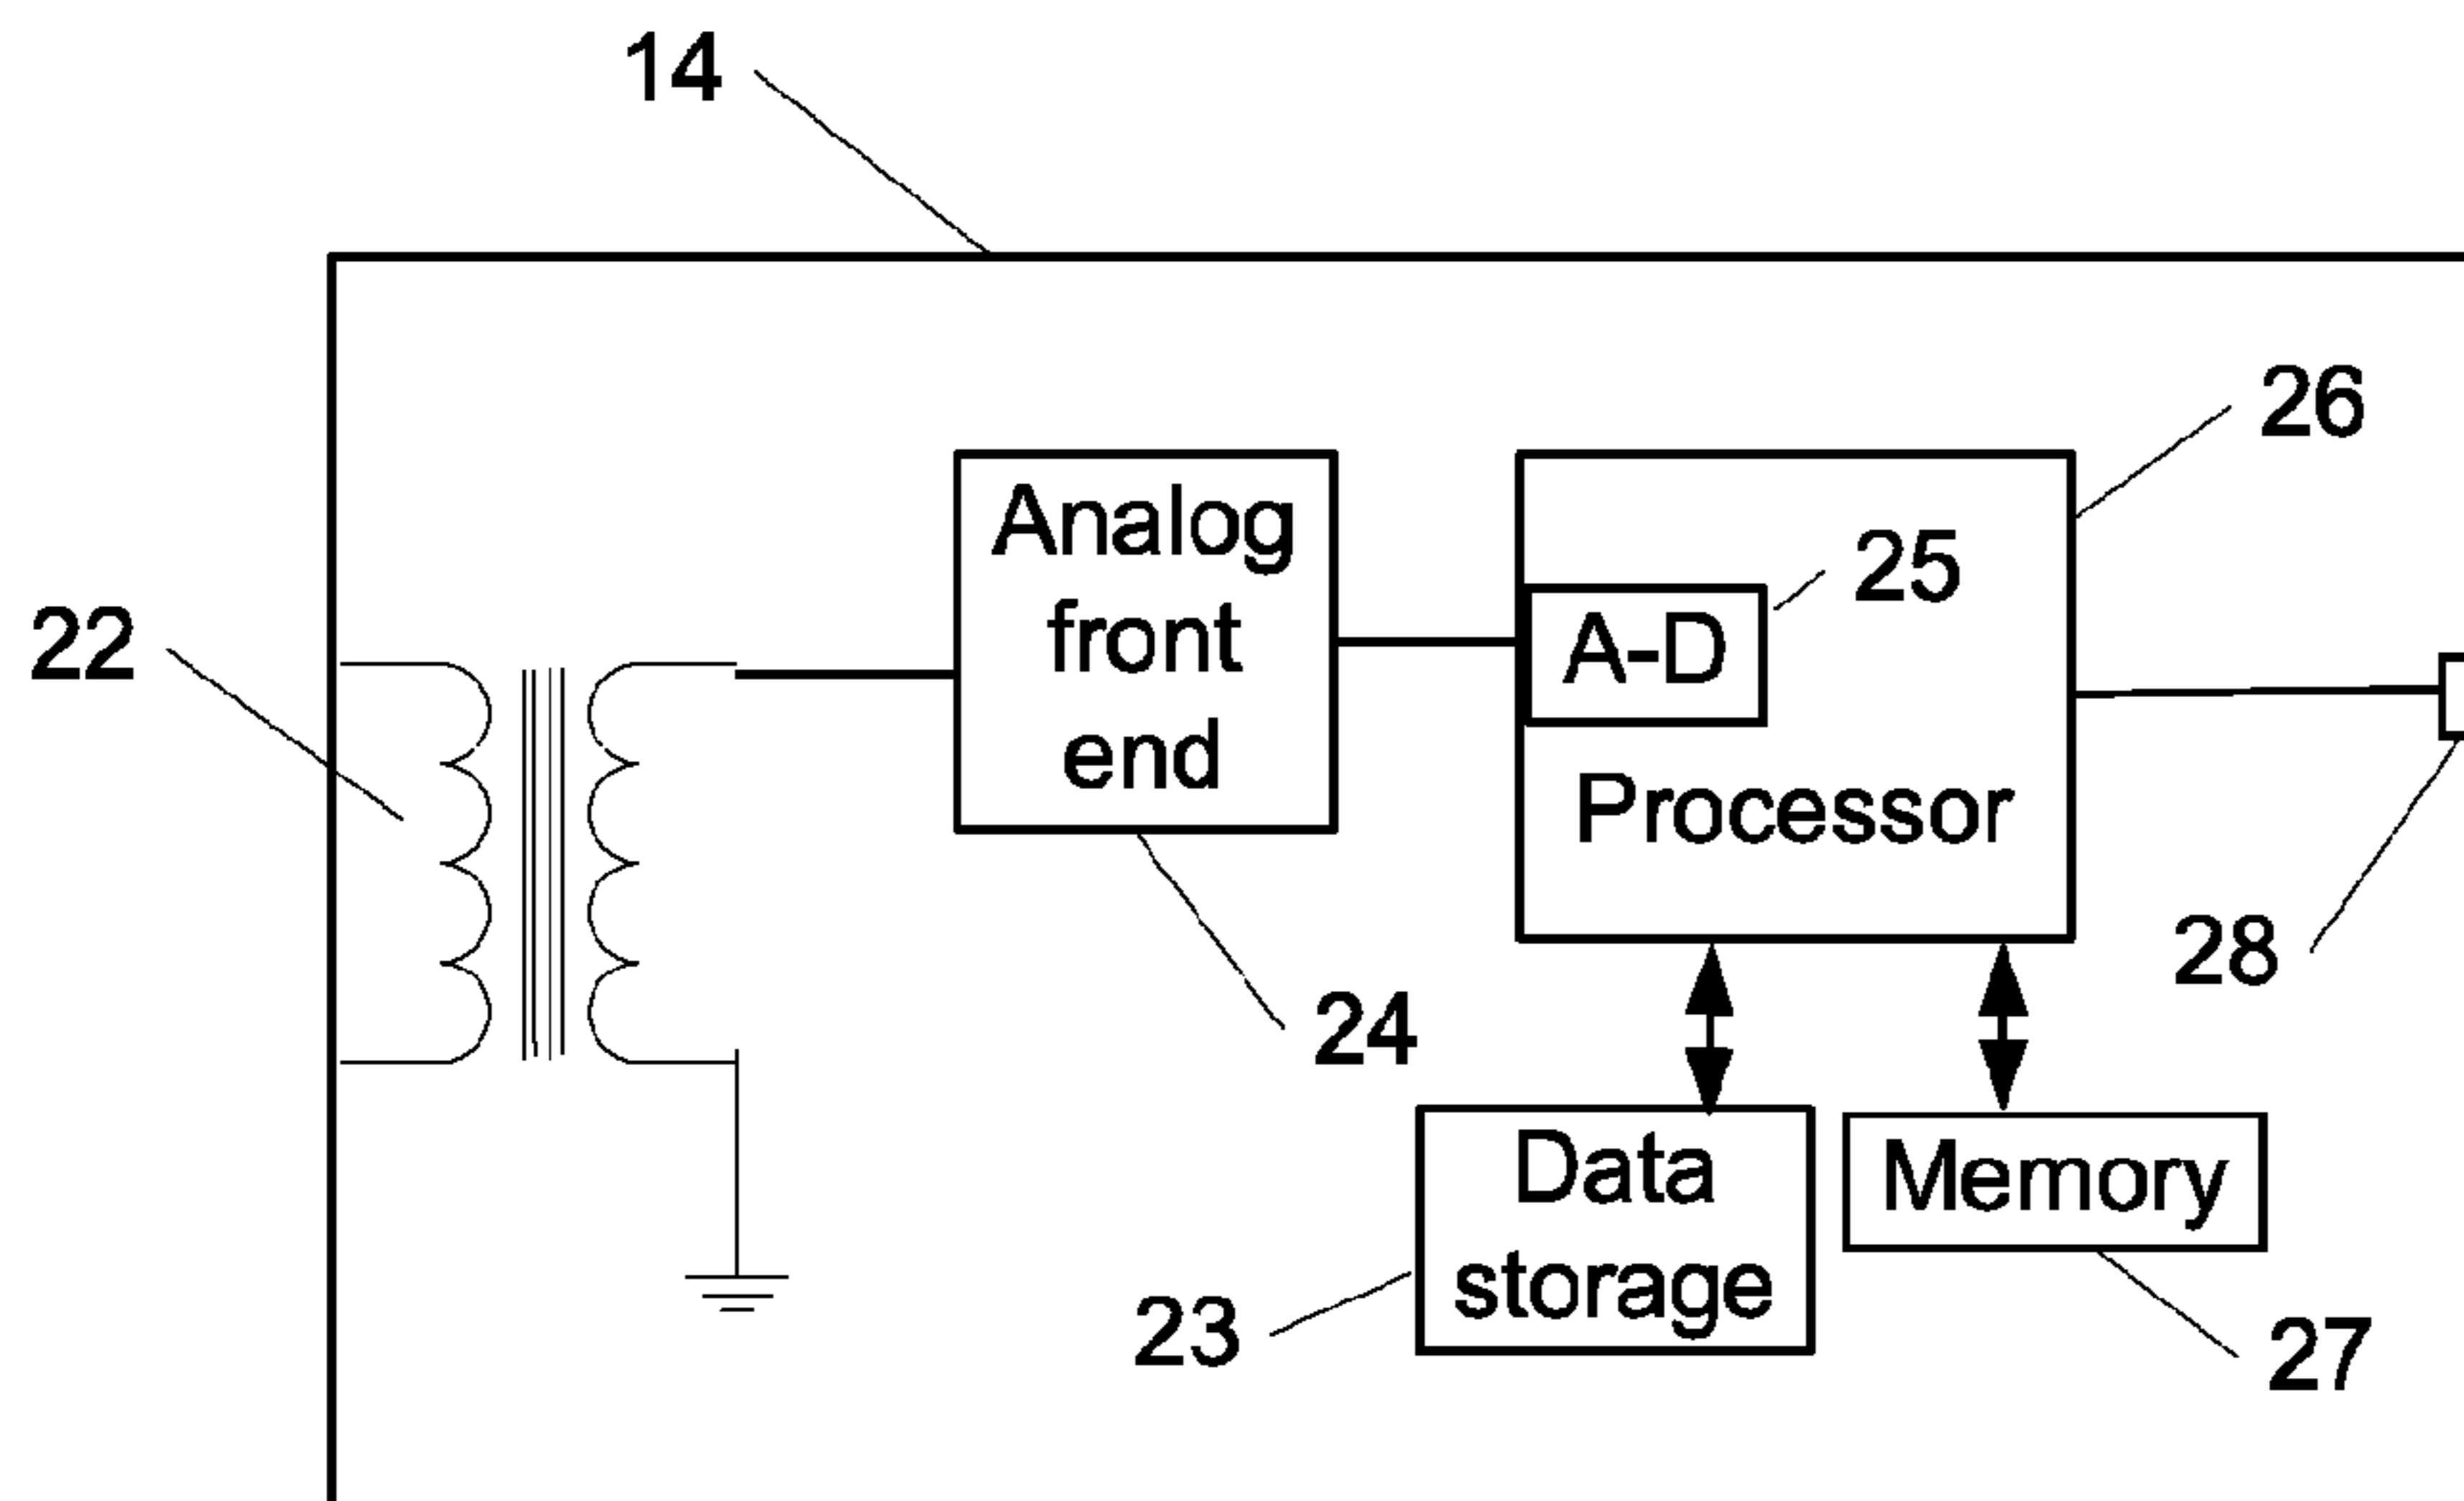 14
26
Analog
front
end
25
A-D
22
Processor
28
24
Data
storage
Memory
23
27